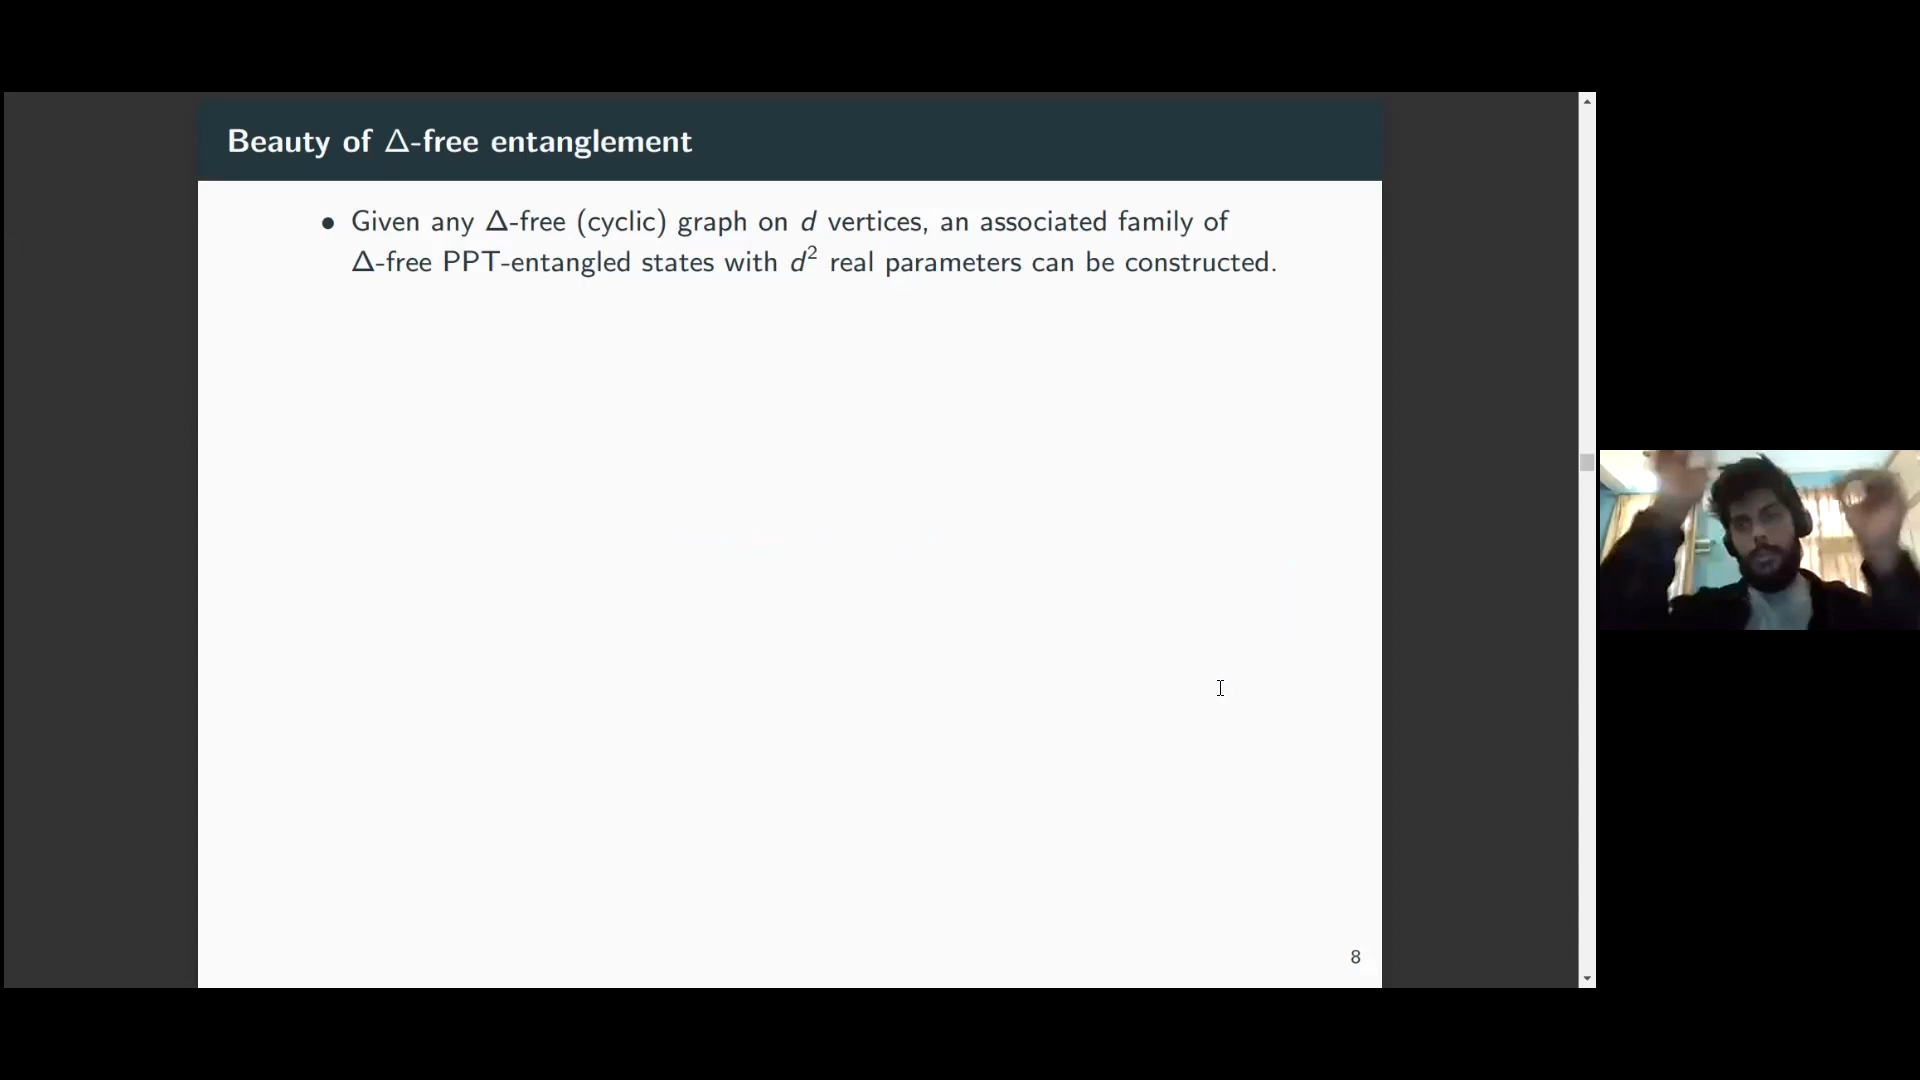 Beauty of Δ-free entanglement
• Given any Δ-free (cyclic) graph on d vertices, an associated family of
Δ-free PPT-entangled states with d² real parameters can be constructed.
8